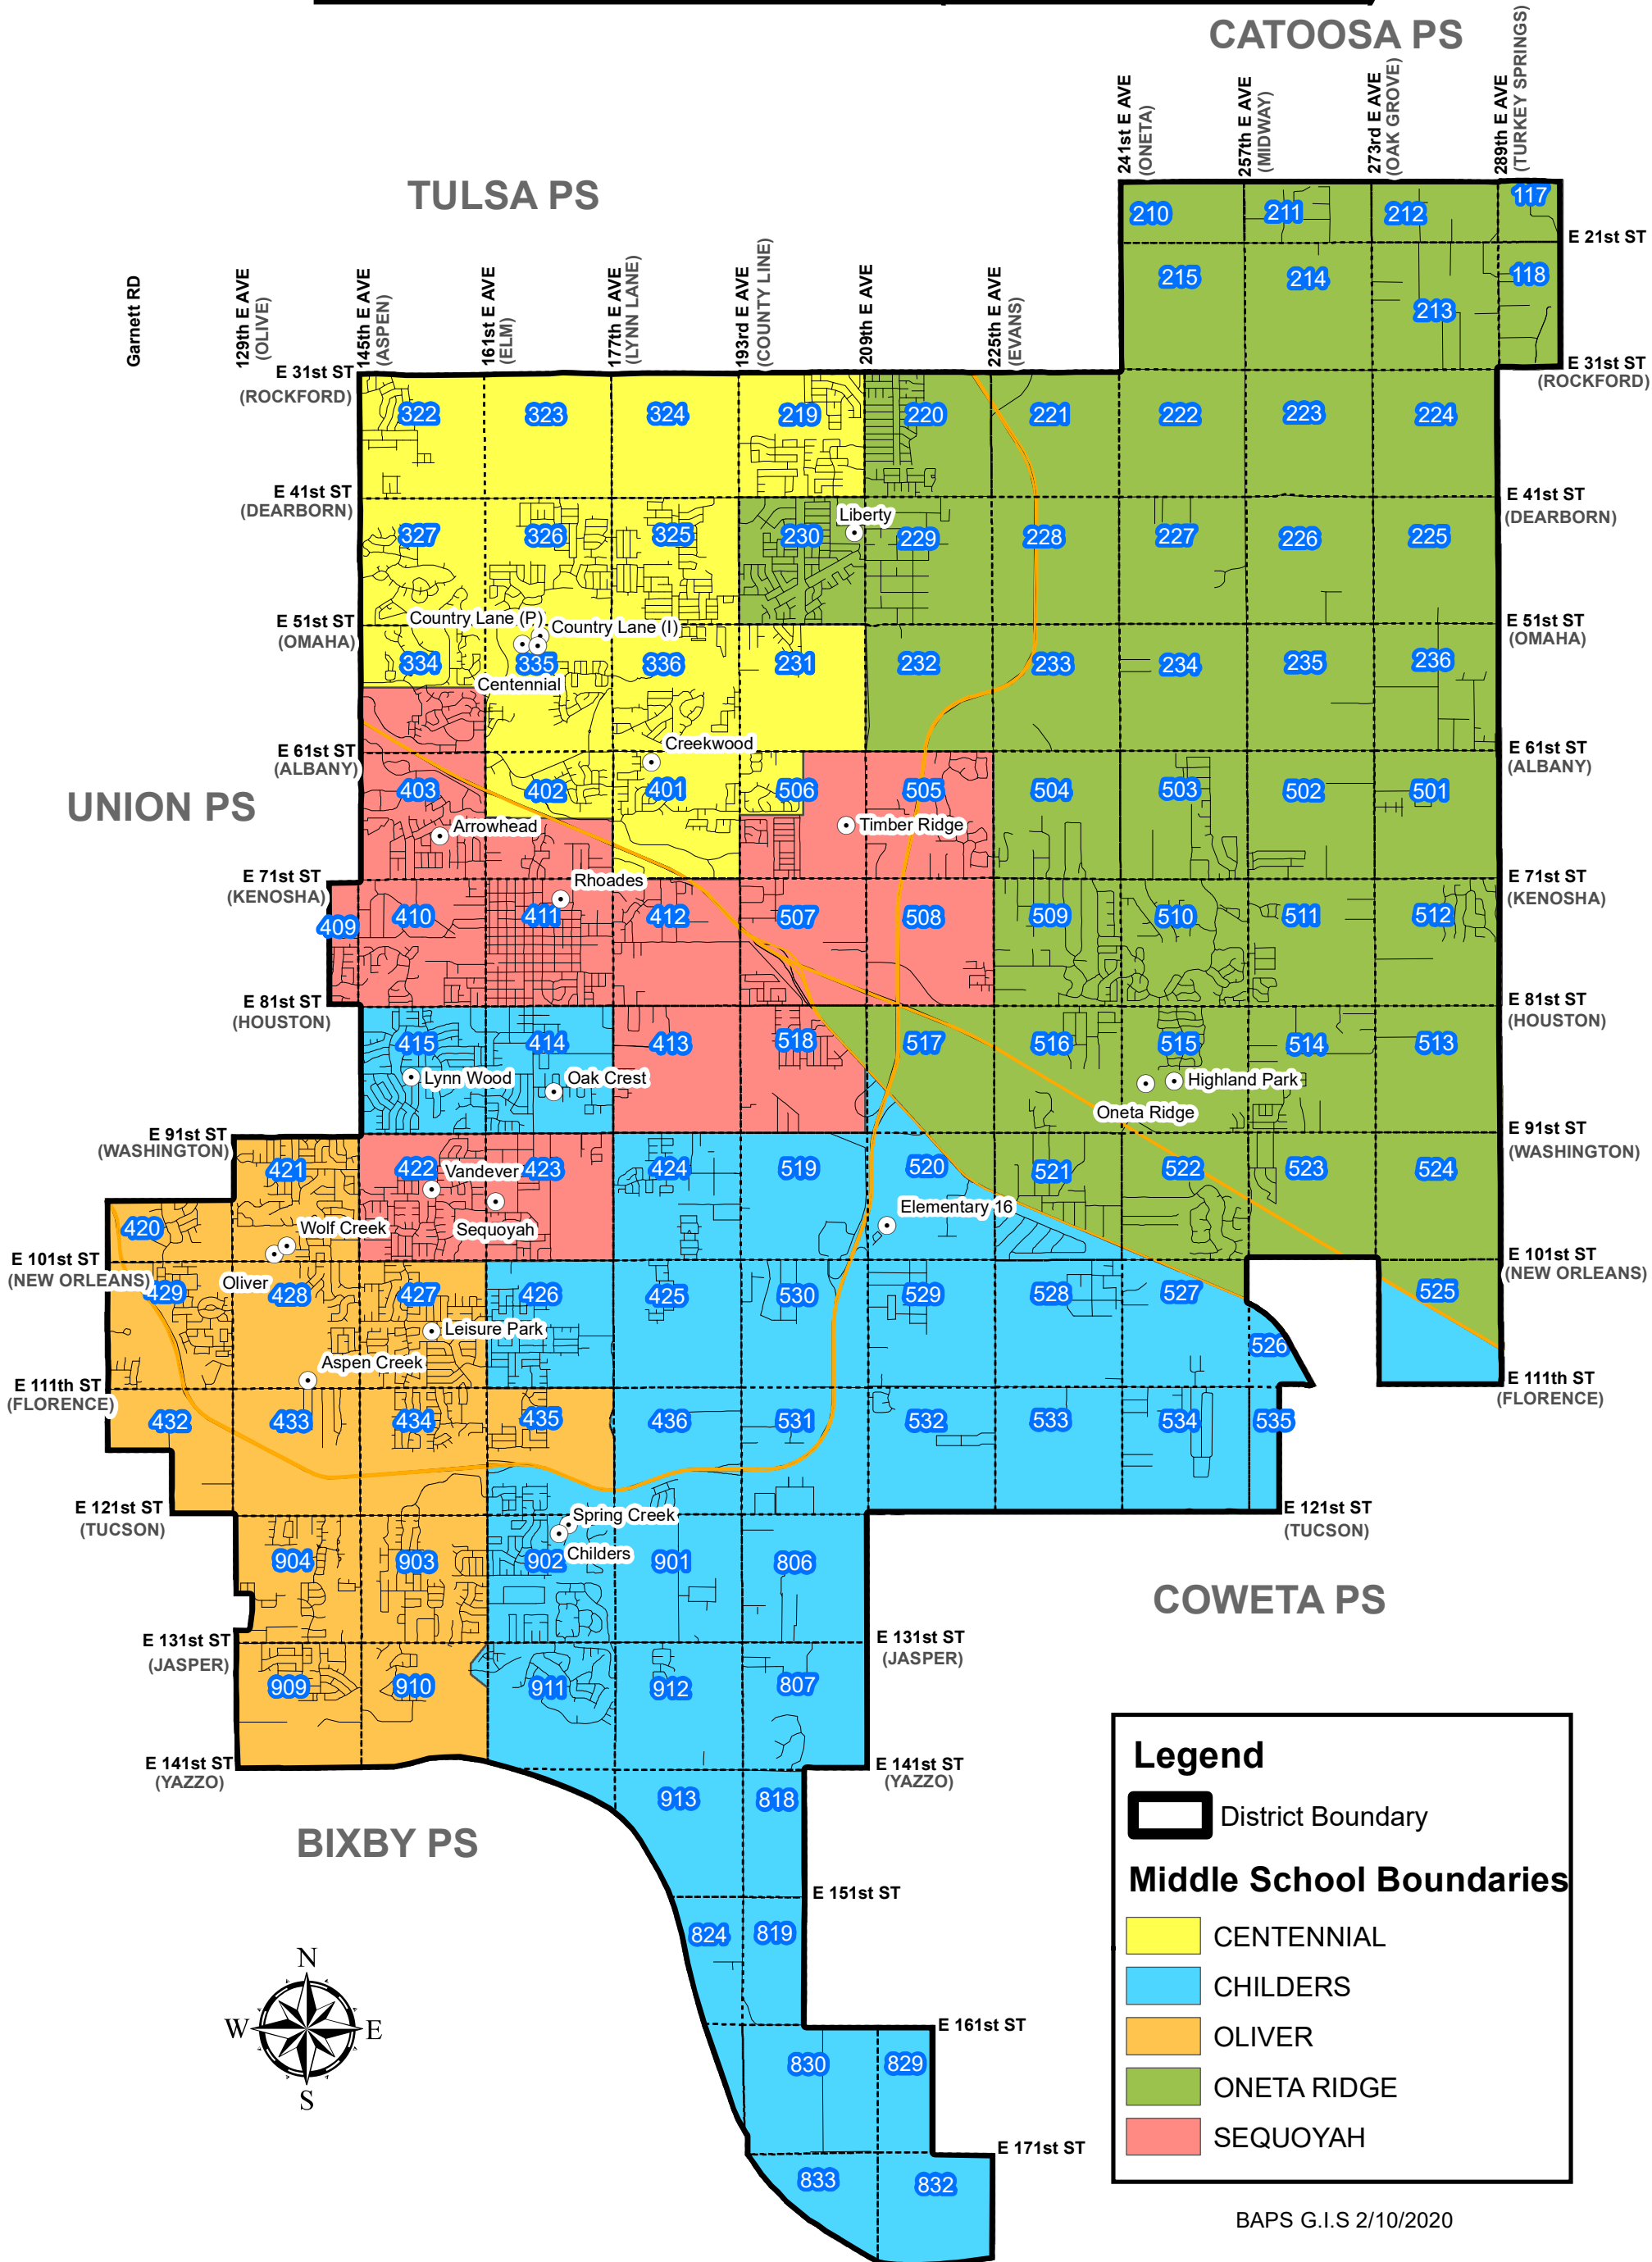 CATOOSA PS
TULSA PS
241st E AVE
(ONETA)
257th E AVE
(MIDWAY)
273rd E AVE
(OAK GROVE)
289th E AVE
(TURKEY SPRINGS)
117
210
211
212
E 21st ST
215
214
118
213
Garnett RD
129th E AVE
(OLIVE)
145th E AVE
(ASPEN)
161st E AVE
(ELM)
177th E AVE
(LYNN LANE)
193rd E AVE
(COUNTY LINE)
209th E AVE
225th E AVE
(EVANS)
E 31st ST
(ROCKFORD)
E 31st ST
(ROCKFORD)
322
323
324
219
220
221
222
223
224
E 41st ST
(DEARBORN)
E 41st ST
(DEARBORN)
Liberty
327
326
325
230
229
228
227
226
225
E 51st ST
(OMAHA)
Country Lane (P)
Country Lane (I)
E 51st ST
(OMAHA)
334
335
336
231
232
233
234
235
236
Centennial
E 61st ST
(ALBANY)
Creekwood
E 61st ST
(ALBANY)
UNION PS
403
402
401
506
505
504
503
502
501
Arrowhead
Timber Ridge
E 71st ST
(KENOSHA)
Rhoades
E 71st ST
(KENOSHA)
409
410
411
412
507
508
509
510
511
512
E 81st ST
(HOUSTON)
E 81st ST
(HOUSTON)
415
414
413
518
517
516
515
514
513
Lynn Wood
Oak Crest
Highland Park
Oneta Ridge
E 91st ST
(WASHINGTON)
E 91st ST
(WASHINGTON)
421
422
Vandever
423
424
519
520
521
522
523
524
420
Wolf Creek
Sequoyah
Elementary 16
E 101st ST
(NEW ORLEANS)
E 101st ST
(NEW ORLEANS)
429
Oliver
428
427
426
425
530
529
528
527
525
Leisure Park
526
Aspen Creek
E 111th ST
(FLORENCE)
E 111th ST
(FLORENCE)
432
433
434
435
436
531
532
533
534
535
E 121st ST
(TUCSON)
Spring Creek
E 121st ST
(TUCSON)
904
903
902
Childers
901
806
COWETA PS
E 131st ST
(JASPER)
E 131st ST
(JASPER)
909
910
911
912
807
E 141st ST
(YAZZO)
E 141st ST
(YAZZO)
913
818
BIXBY PS
E 151st ST
824
819
E 161st ST
830
829
E 171st ST
833
832
N
W
E
S
Legend
District Boundary
Middle School Boundaries
CENTENNIAL
CHILDERS
OLIVER
ONETA RIDGE
SEQUOYAH
BAPS G.I.S 2/10/2020